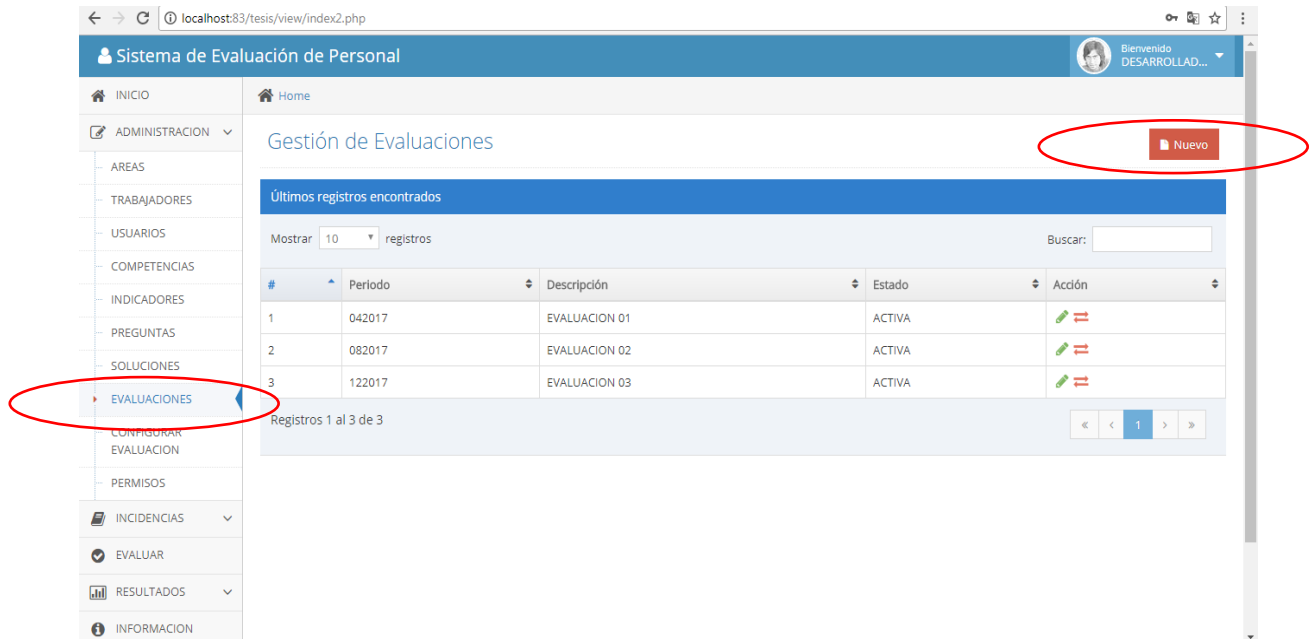 localhost:83/tesis/view/index2.php
Sistema de Evaluación de Personal
Bienvenido
DESARROLLAD...
INICIO
ADMINISTRACION
AREAS
TRABAJADORES
USUARIOS
COMPETENCIAS
INDICADORES
PREGUNTAS
SOLUCIONES
EVALUACIONES
CONFIGURAR
EVALUACION
PERMISOS
INCIDENCIAS
EVALUAR
RESULTADOS
INFORMACION
Home
Gestión de Evaluaciones
Nuevo
Últimos registros encontrados
Mostrar 10 registros
Buscar:
# Periodo Descripción Estado Acción
1 042017 EVALUACION 01 ACTIVA
2 082017 EVALUACION 02 ACTIVA
3 122017 EVALUACION 03 ACTIVA
Registros 1 al 3 de 3
« < 1 > »